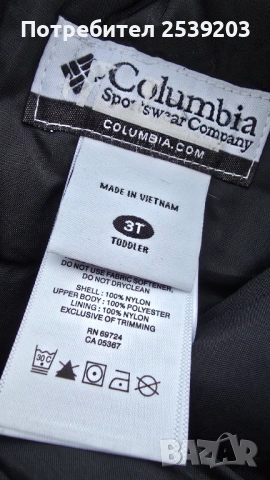 Потребител 2539203
Columbia
Sportswear Company
COLUMBIA.COM
MADE IN VIETNAM
3T
TODDLER
DO NOT USE FABRIC SOFTENER,
DO NOT DRYCLEAN
SHELL : 100% NYLON
UPPER BODY : 100% POLYESTER
LINING : 100% NYLON
EXCLUSIVE OF TRIMMING
RN 69724
CA 05367
30 C
BAZAR